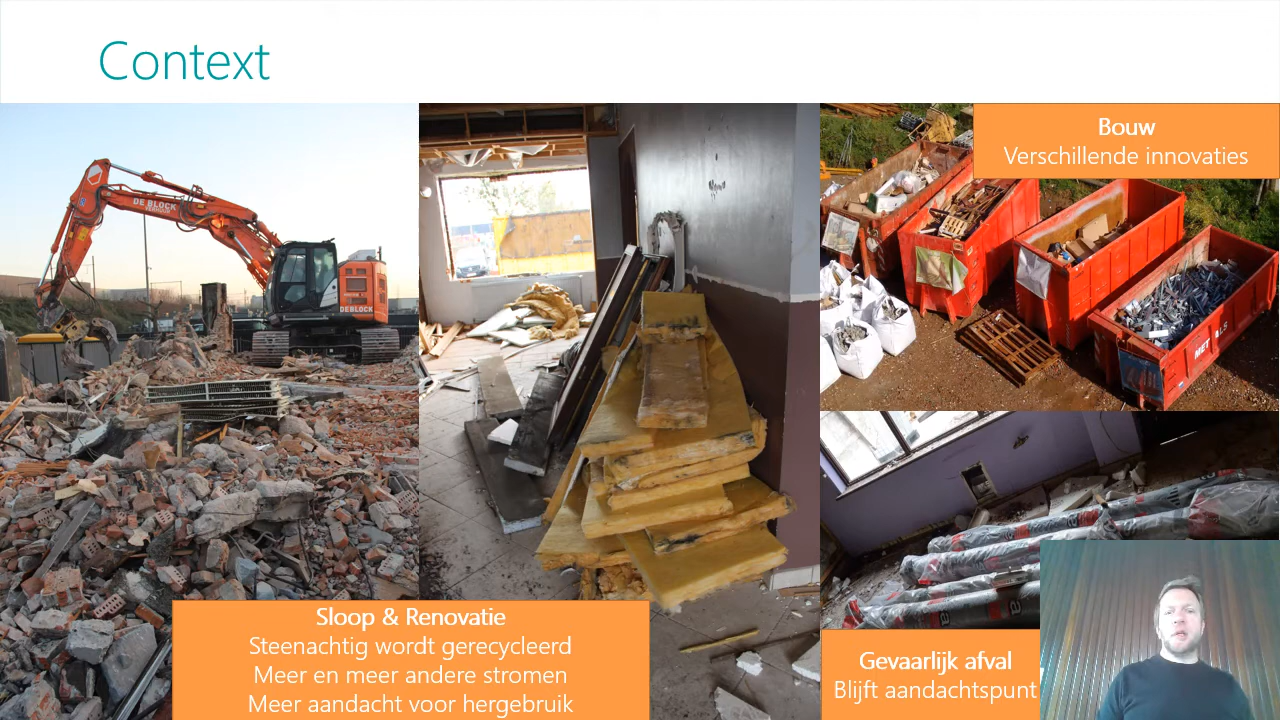 Context
DE BLOCK
DEBLOCK
Bouw
Verschillende innovaties
METALS
Sloop & Renovatie
Steenachtig wordt gerecycleerd
Meer en meer andere stromen
Meer aandacht voor hergebruik
Gevaarlijk afval
Blijft aandachtspunt